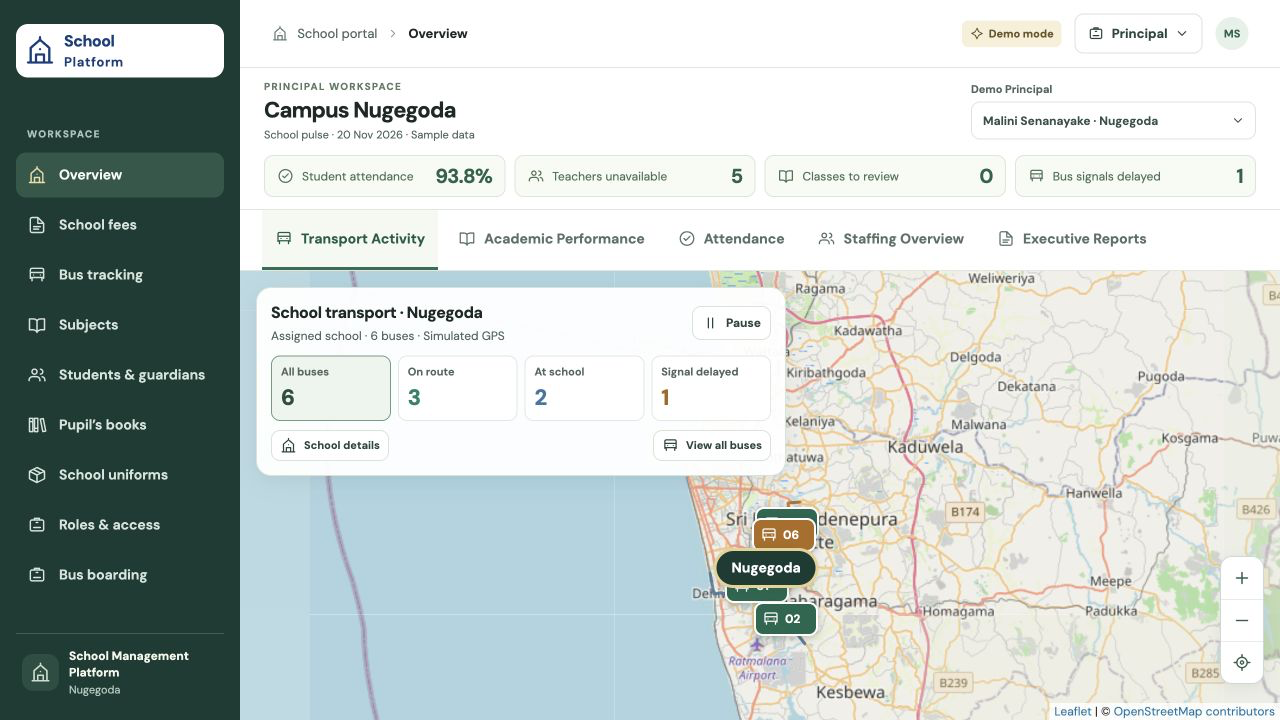 School
Platform
WORKSPACE
Overview
School fees
Bus tracking
Subjects
Students & guardians
Pupil's books
School uniforms
Roles & access
Bus boarding
School Management
Platform
Nugegoda
School portal
Overview
Demo mode
Principal
MS
PRINCIPAL WORKSPACE
Campus Nugegoda
School pulse · 20 Nov 2026 · Sample data
Demo Principal
Malini Senanayake · Nugegoda
Student attendance 93.8%
Teachers unavailable 5
Classes to review 0
Bus signals delayed 1
Transport Activity
Academic Performance
Attendance
Staffing Overview
Executive Reports
School transport · Nugegoda
Assigned school · 6 buses · Simulated GPS
Pause
All buses
6
On route
3
At school
2
Signal delayed
1
School details
View all buses
Ragama
Weliweriya
Kadawatha
Delgoda
Kiribathgoda
Dekatana
Pugoda
Kelaniya
Malwana
Kosgama
Kaduwela
Hanwella
B174
B426
Sri
denepura
06
Nugegoda
02
Meepe
Homagama
Padukka
Ratmalana
Airport
B239
B285
Kesbewa
Leaflet | © OpenStreetMap contributors